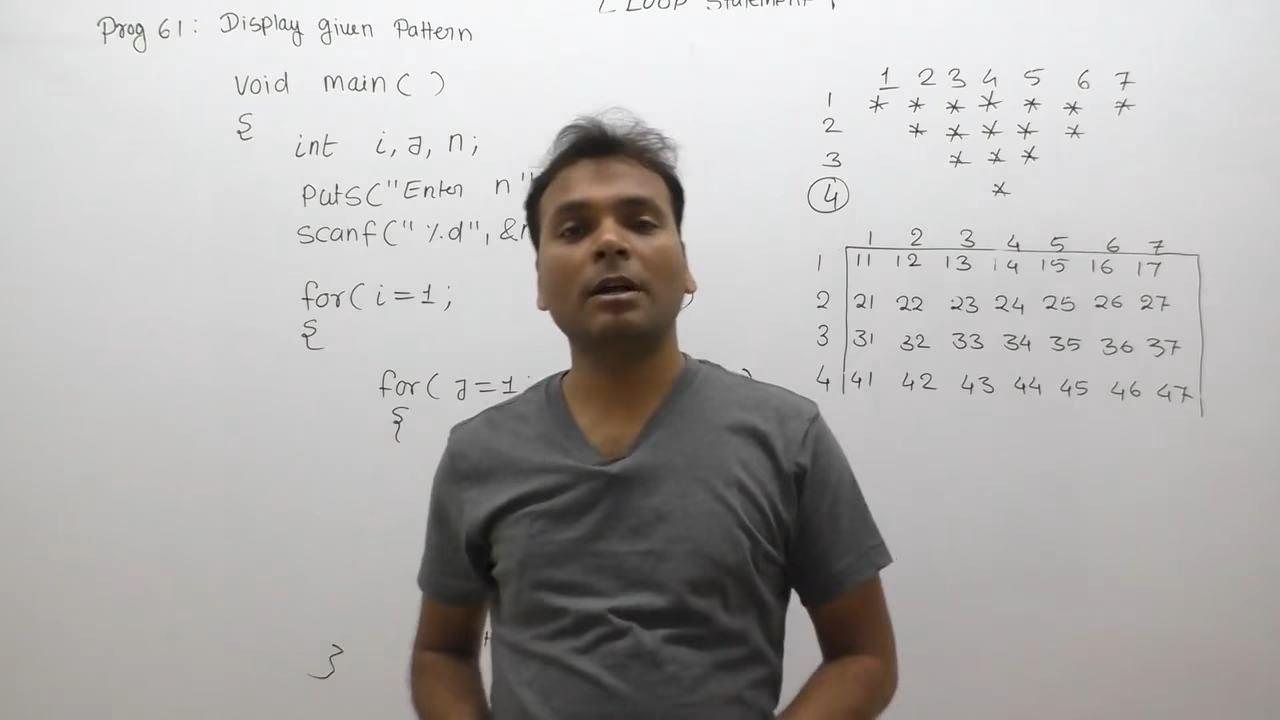 [ Loop Statement ]
Prog 61: Display given Pattern
void main( )
{
int i, J, n;
puts("Enter n"
scanf(" %d", &n
for( i=1;
{
for( J=1;
{
)
}
1 2 3 4 5 6 7
1 * * * * * * *
2 * * * * *
3 * * *
4 *
1 2 3 4 5 6 7
1 11 12 13 14 15 16 17
2 21 22 23 24 25 26 27
3 31 32 33 34 35 36 37
4 41 42 43 44 45 46 47